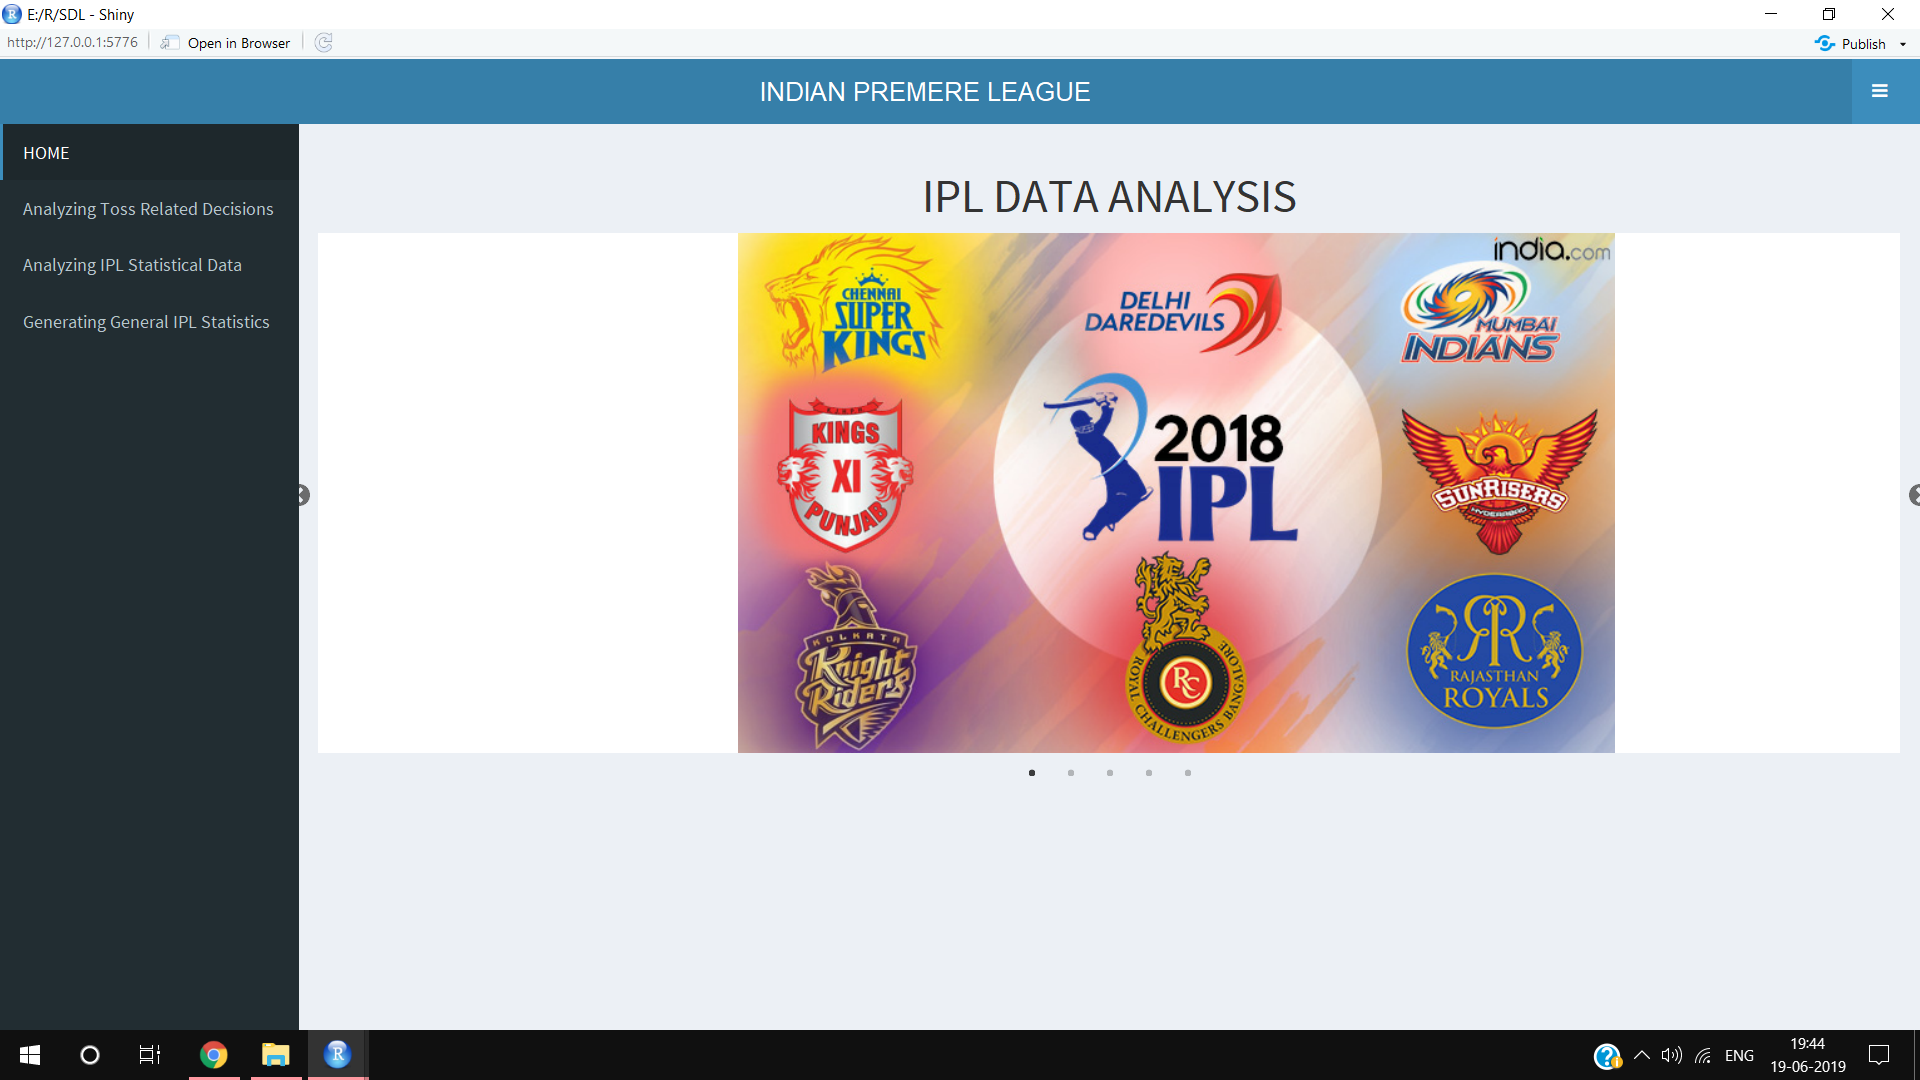 E:/R/SDL - Shiny
http://127.0.0.1:5776
Open in Browser
Publish
INDIAN PREMERE LEAGUE
HOME
Analyzing Toss Related Decisions
Analyzing IPL Statistical Data
Generating General IPL Statistics
IPL DATA ANALYSIS
india.com
CHENNAI
SUPER
KINGS
DELHI
DAREDEVILS
MUMBAI
INDIANS
KINGS
XI
PUNJAB
2018
IPL
SUNRISERS
HYDERABAD
KOLKATA
Knight
Riders
RC
ROYAL CHALLENGERS BANGALORE
RR
RAJASTHAN
ROYALS
ENG
19:44
19-06-2019